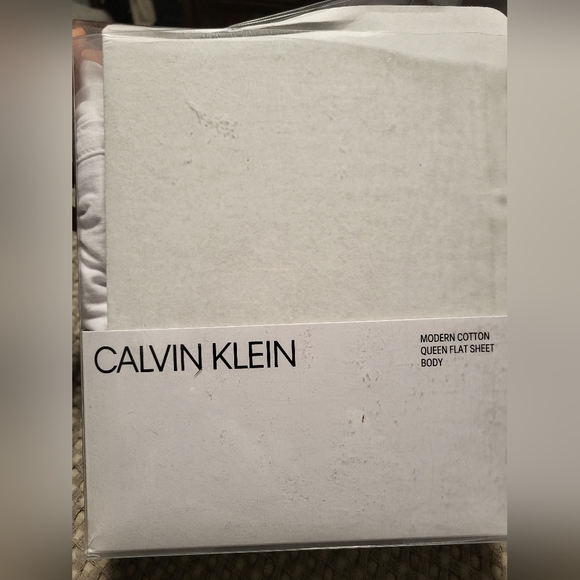 CALVIN KLEIN
MODERN COTTON
QUEEN FLAT SHEET
BODY